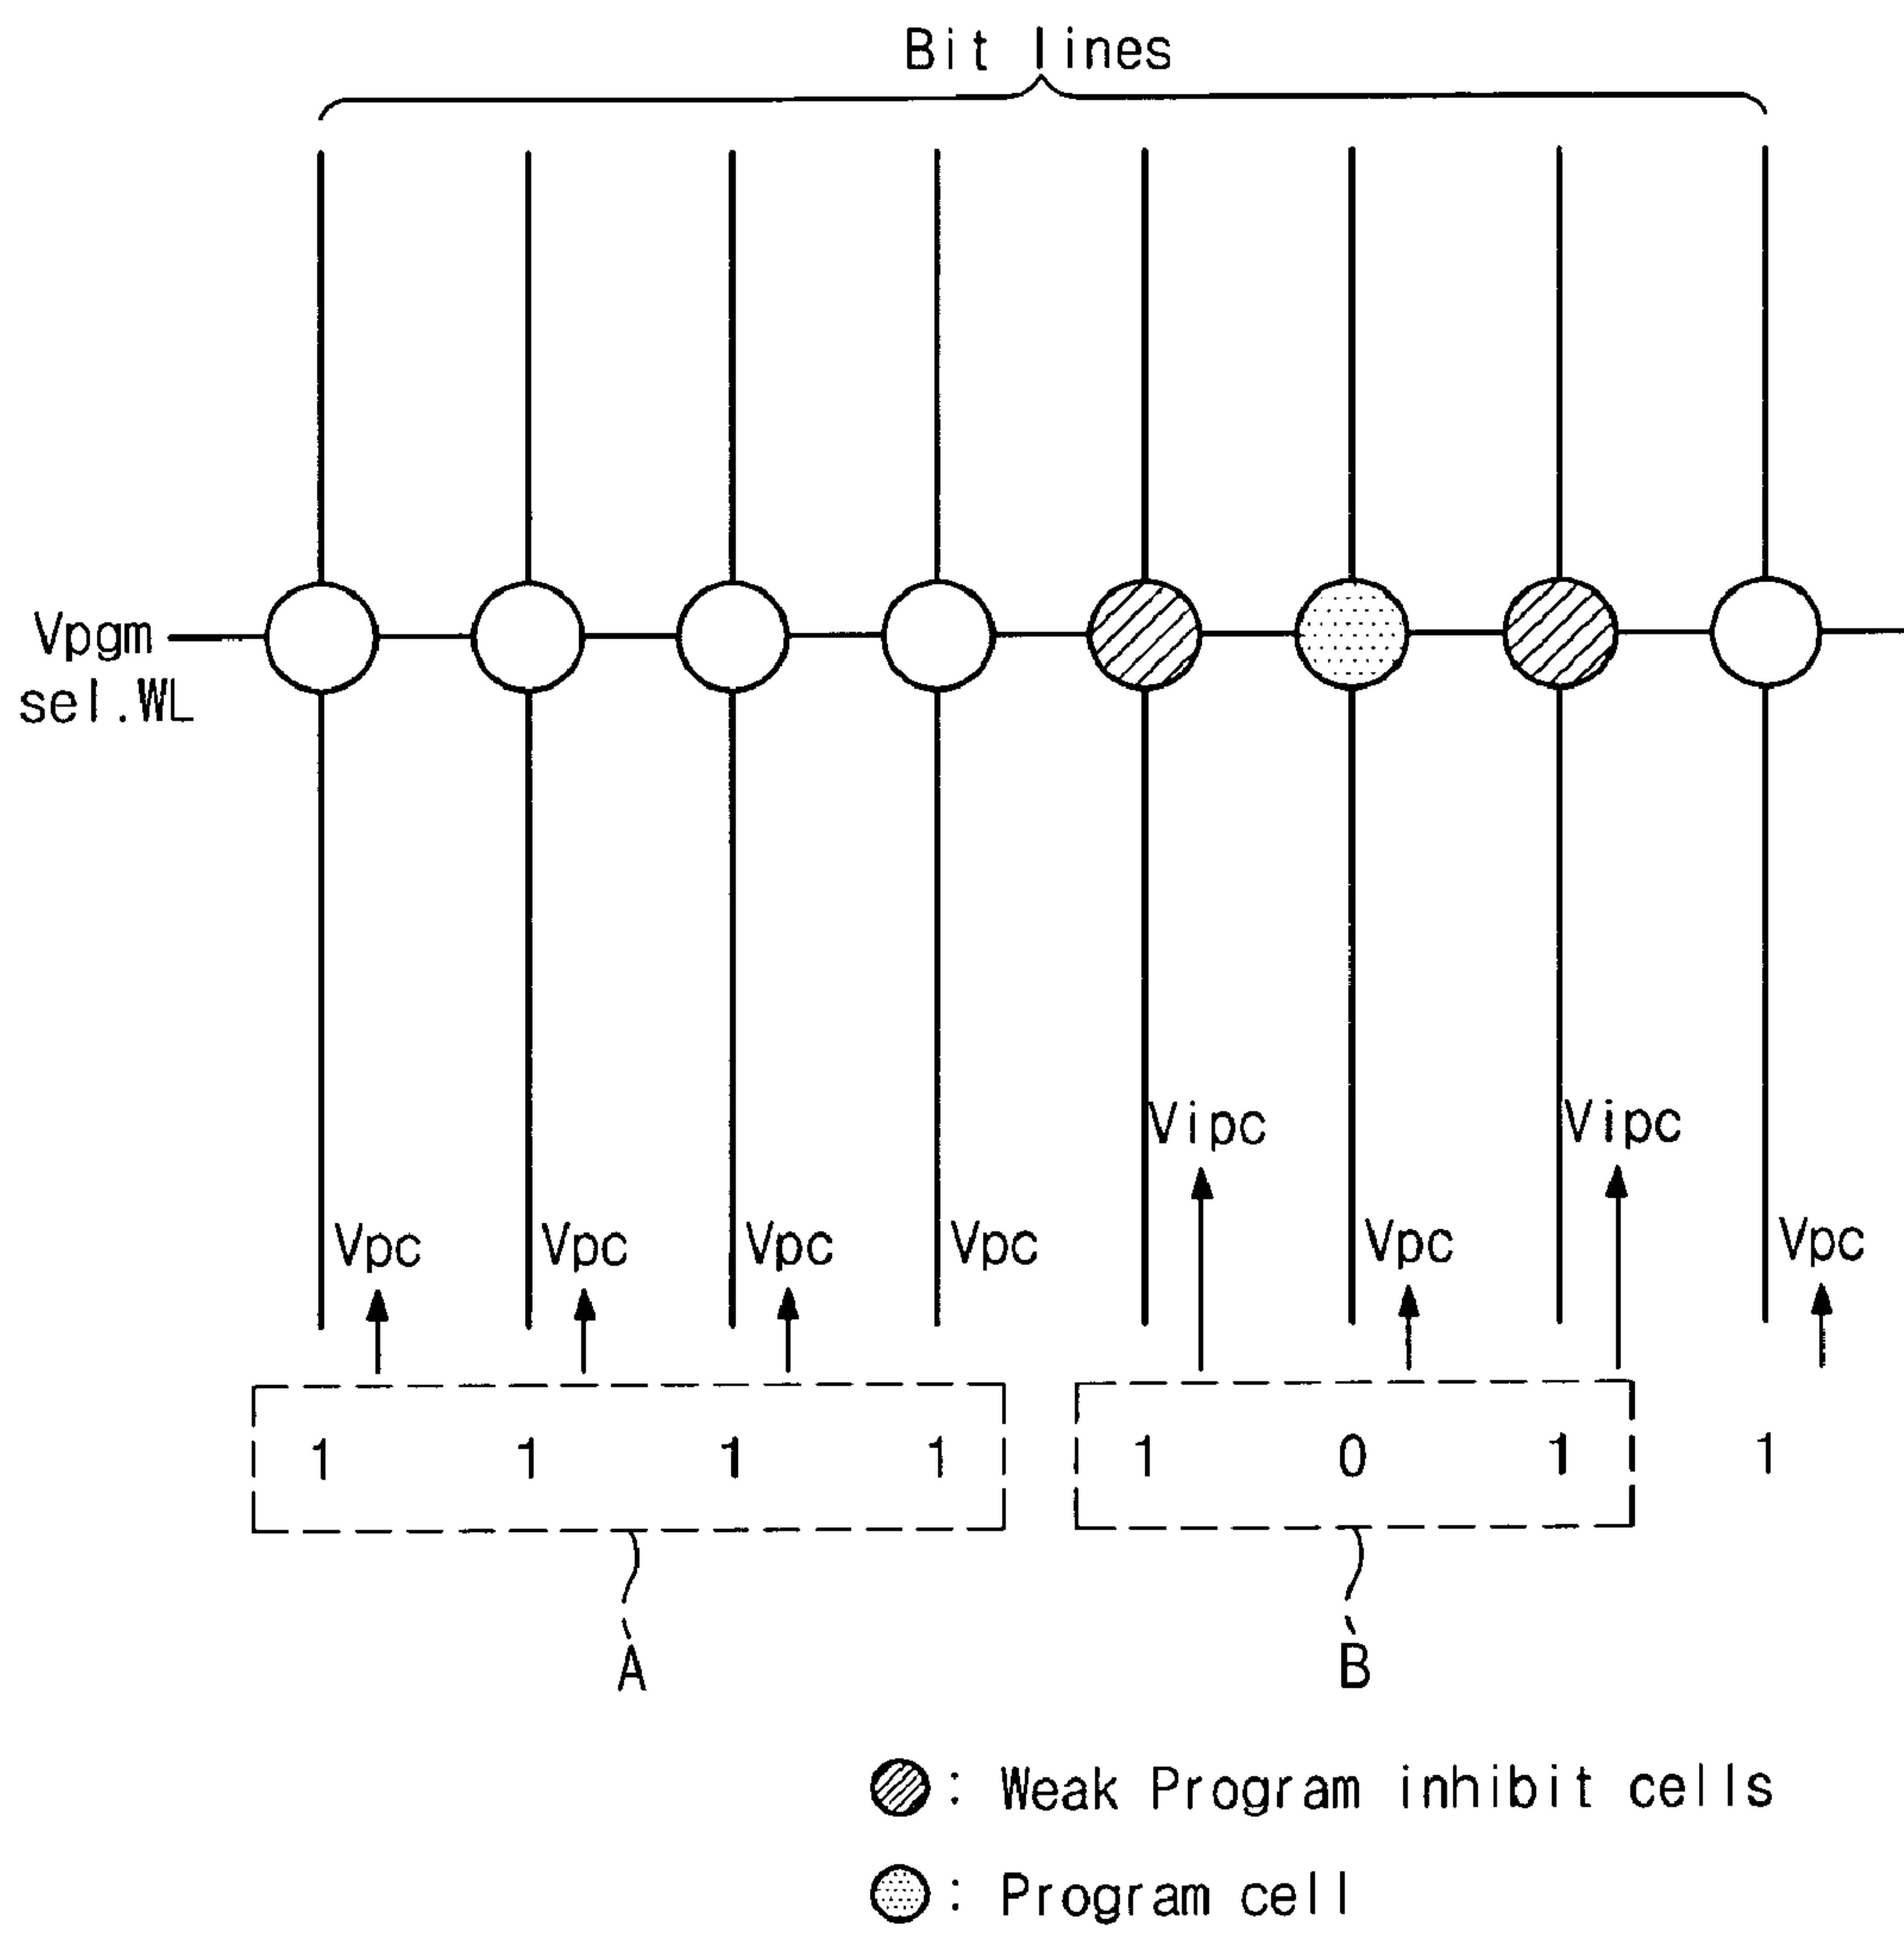 Bit lines
Vpgm
sel.WL
Vipc Vipc
Vpc Vpc Vpc Vpc Vpc Vpc
1 1 1 1 1 0 1 1
A B
: Weak Program inhibit cells
: Program cell